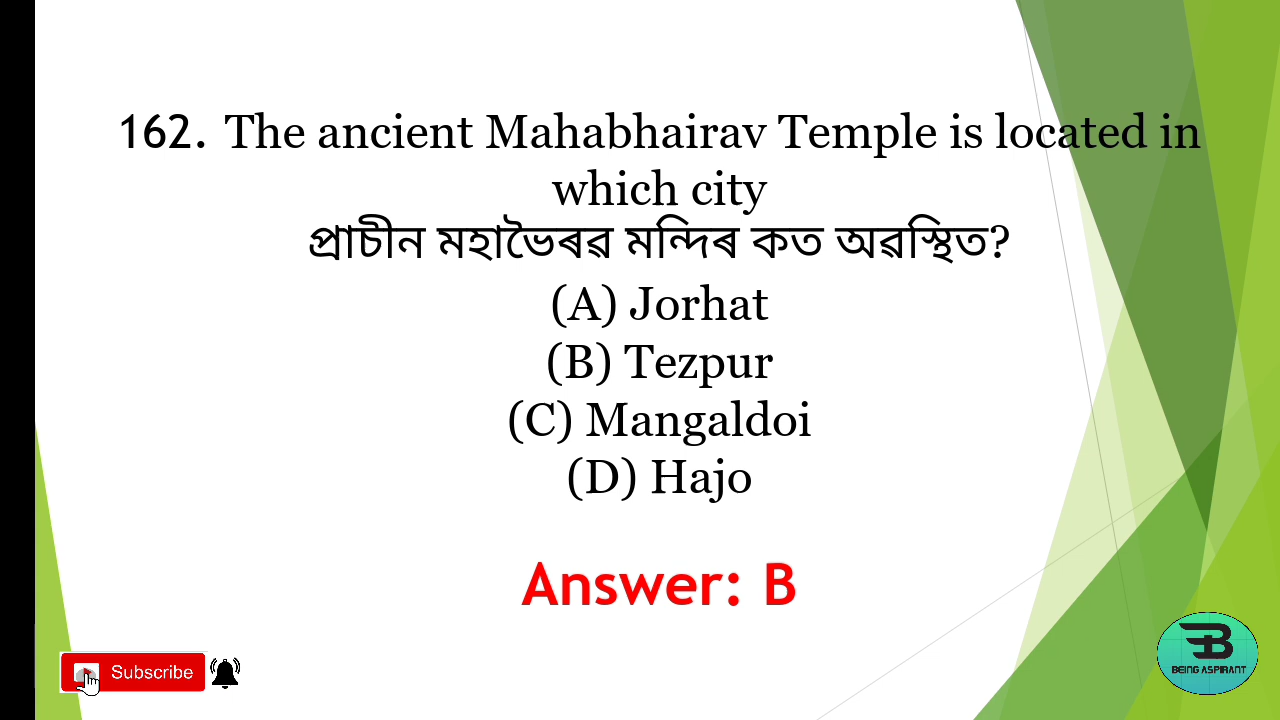 162. The ancient Mahabhairav Temple is located in
which city
প্ৰাচীন মহাভৈৰৱ মন্দিৰ কত অৱস্থিত?
(A) Jorhat
(B) Tezpur
(C) Mangaldoi
(D) Hajo
Answer: B
Subscribe
BEING ASPIRANT